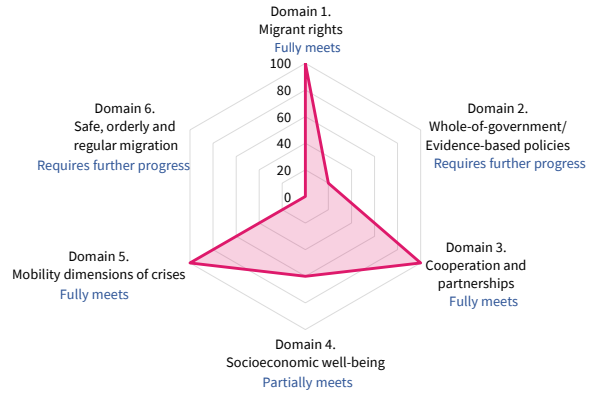 Domain 1.
Migrant rights
Fully meets
100
80
60
40
20
0
Domain 2.
Whole-of-government/
Evidence-based policies
Requires further progress
Domain 3.
Cooperation and
partnerships
Fully meets
Domain 4.
Socioeconomic well-being
Partially meets
Domain 5.
Mobility dimensions of crises
Fully meets
Domain 6.
Safe, orderly and
regular migration
Requires further progress